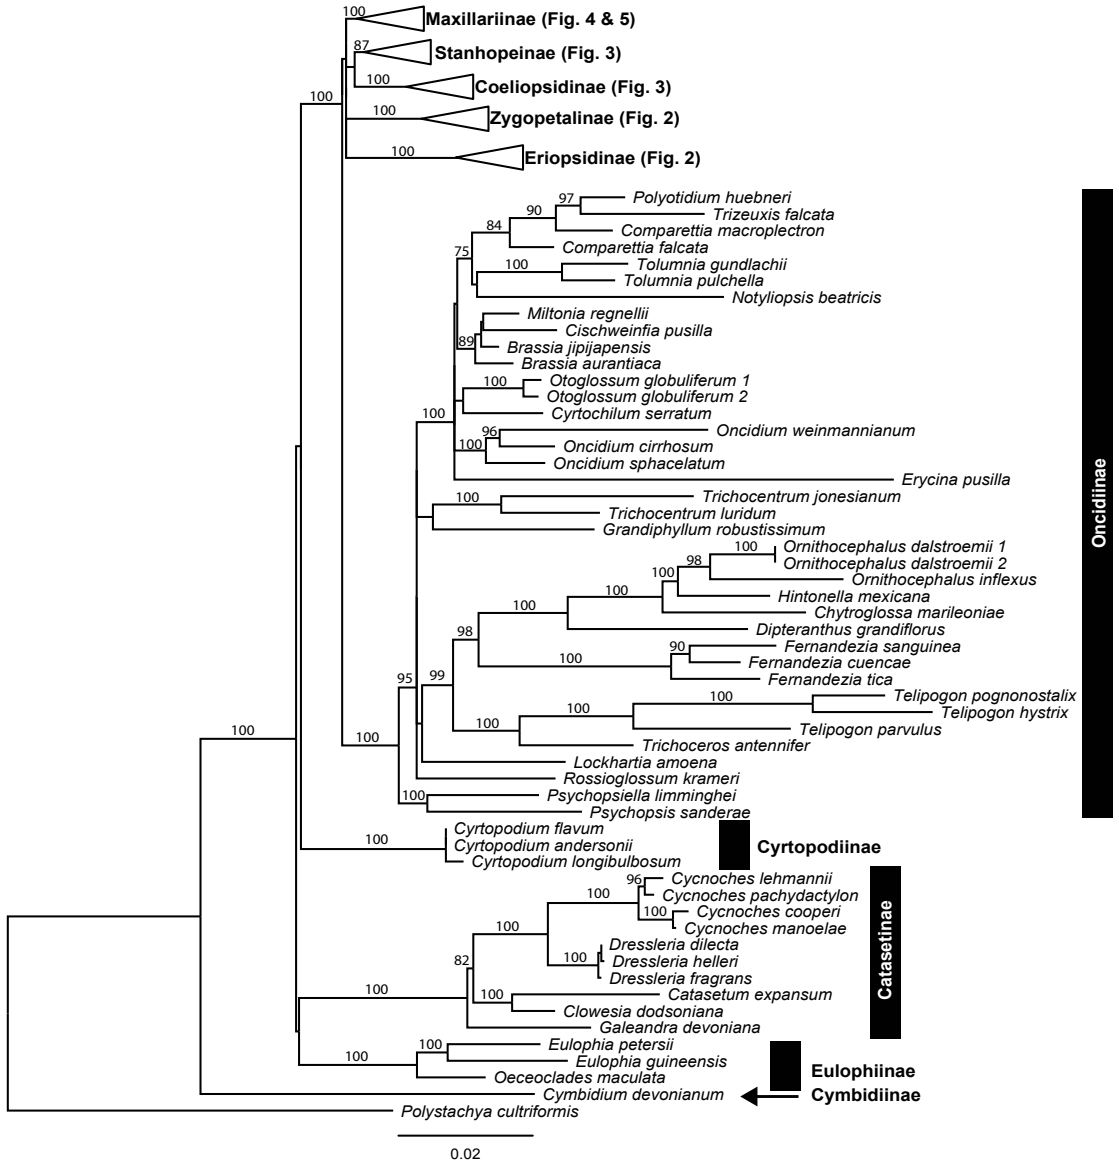 100
Maxillariinae (Fig. 4 & 5)
87
Stanhopeinae (Fig. 3)
100
Coeliopsidinae (Fig. 3)
100
100
Zygopetalinae (Fig. 2)
100
Eriopsidinae (Fig. 2)
97
Polyotidium huebneri
90
Trizeuxis falcata
84
Comparettia macroplectron
75
Comparettia falcata
100
Tolumnia gundlachii
Tolumnia pulchella
Notyliopsis beatricis
Miltonia regnellii
Cischweinfia pusilla
89
Brassia jipijapensis
Brassia aurantiaca
100
Otoglossum globuliferum 1
Otoglossum globuliferum 2
100
Cyrtochilum serratum
96
Oncidium weinmannianum
100
Oncidium cirrhosum
Oncidium sphacelatum
Erycina pusilla
100
Trichocentrum jonesianum
Trichocentrum luridum
Grandiphyllum robustissimum
100
Ornithocephalus dalstroemii 1
98
Ornithocephalus dalstroemii 2
100
Ornithocephalus inflexus
100
Hintonella mexicana
100
Chytroglossa marileoniae
98
Dipteranthus grandiflorus
90
Fernandezia sanguinea
100
Fernandezia cuencae
99
Fernandezia tica
95
100
Telipogon pognonostalix
100
Telipogon hystrix
100
Telipogon parvulus
100
Trichoceros antennifer
Lockhartia amoena
Rossioglossum krameri
100
Psychopsiella limminghei
Psychopsis sanderae
Oncidiinae
100
Cyrtopodium flavum
Cyrtopodium andersonii
Cyrtopodium longibulbosum
100
Cyrtopodiinae
96
Cycnoches lehmannii
100
Cycnoches pachydactylon
100
Cycnoches cooperi
Cycnoches manoelae
100
Dressleria dilecta
100
Dressleria helleri
82
Dressleria fragrans
100
Catasetum expansum
100
Clowesia dodsoniana
Galeandra devoniana
Catasetinae
100
Eulophia petersii
100
Eulophia guineensis
Oeceoclades maculata
Eulophiinae
Cymbidium devonianum
Cymbidiinae
Polystachya cultriformis
0.02